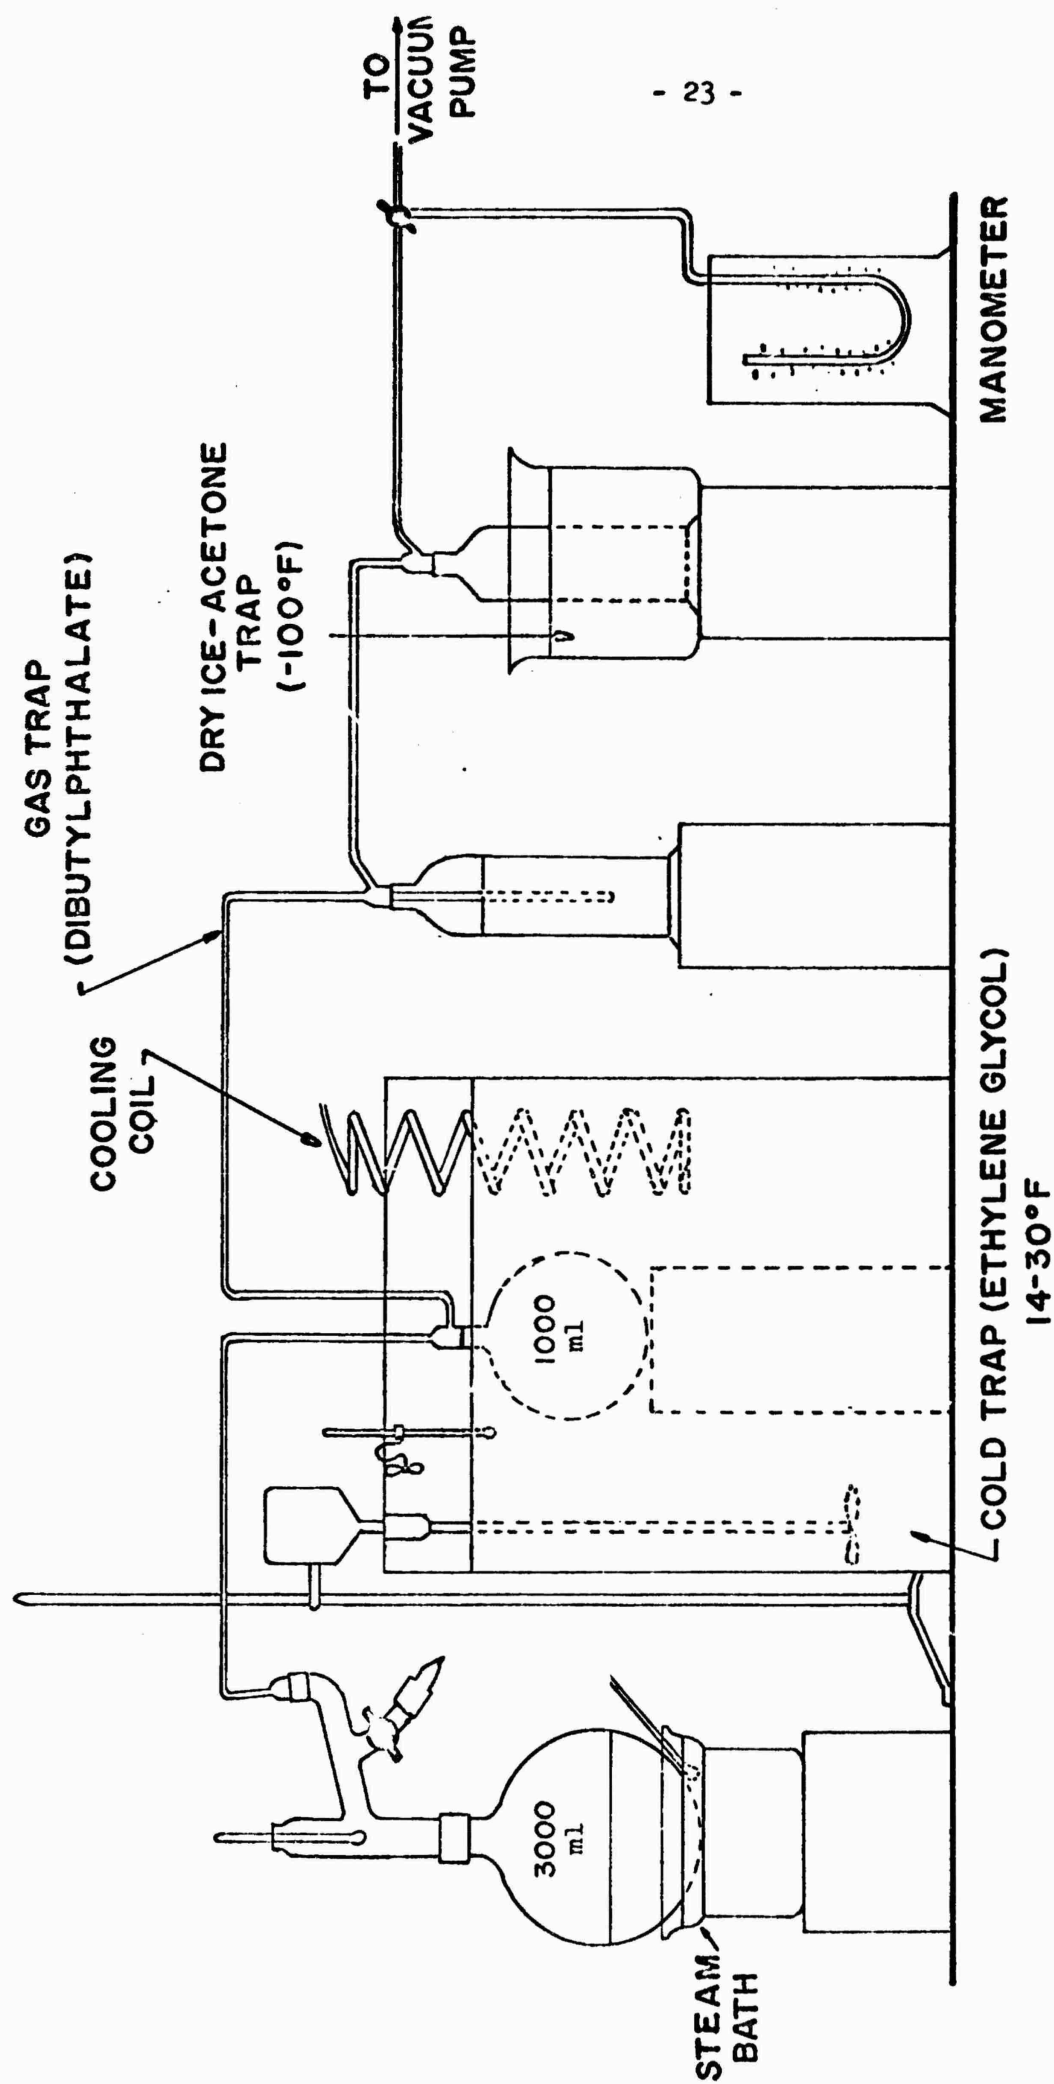 GAS TRAP
(DIBUTYLPHTHALATE)
COOLING
COIL
DRY ICE-ACETONE
TRAP
(-100°F)
TO
VACUUM
PUMP
3000
ml
1000
ml
STEAM
BATH
COLD TRAP (ETHYLENE GLYCOL)
14-30°F
MANOMETER
- 23 -